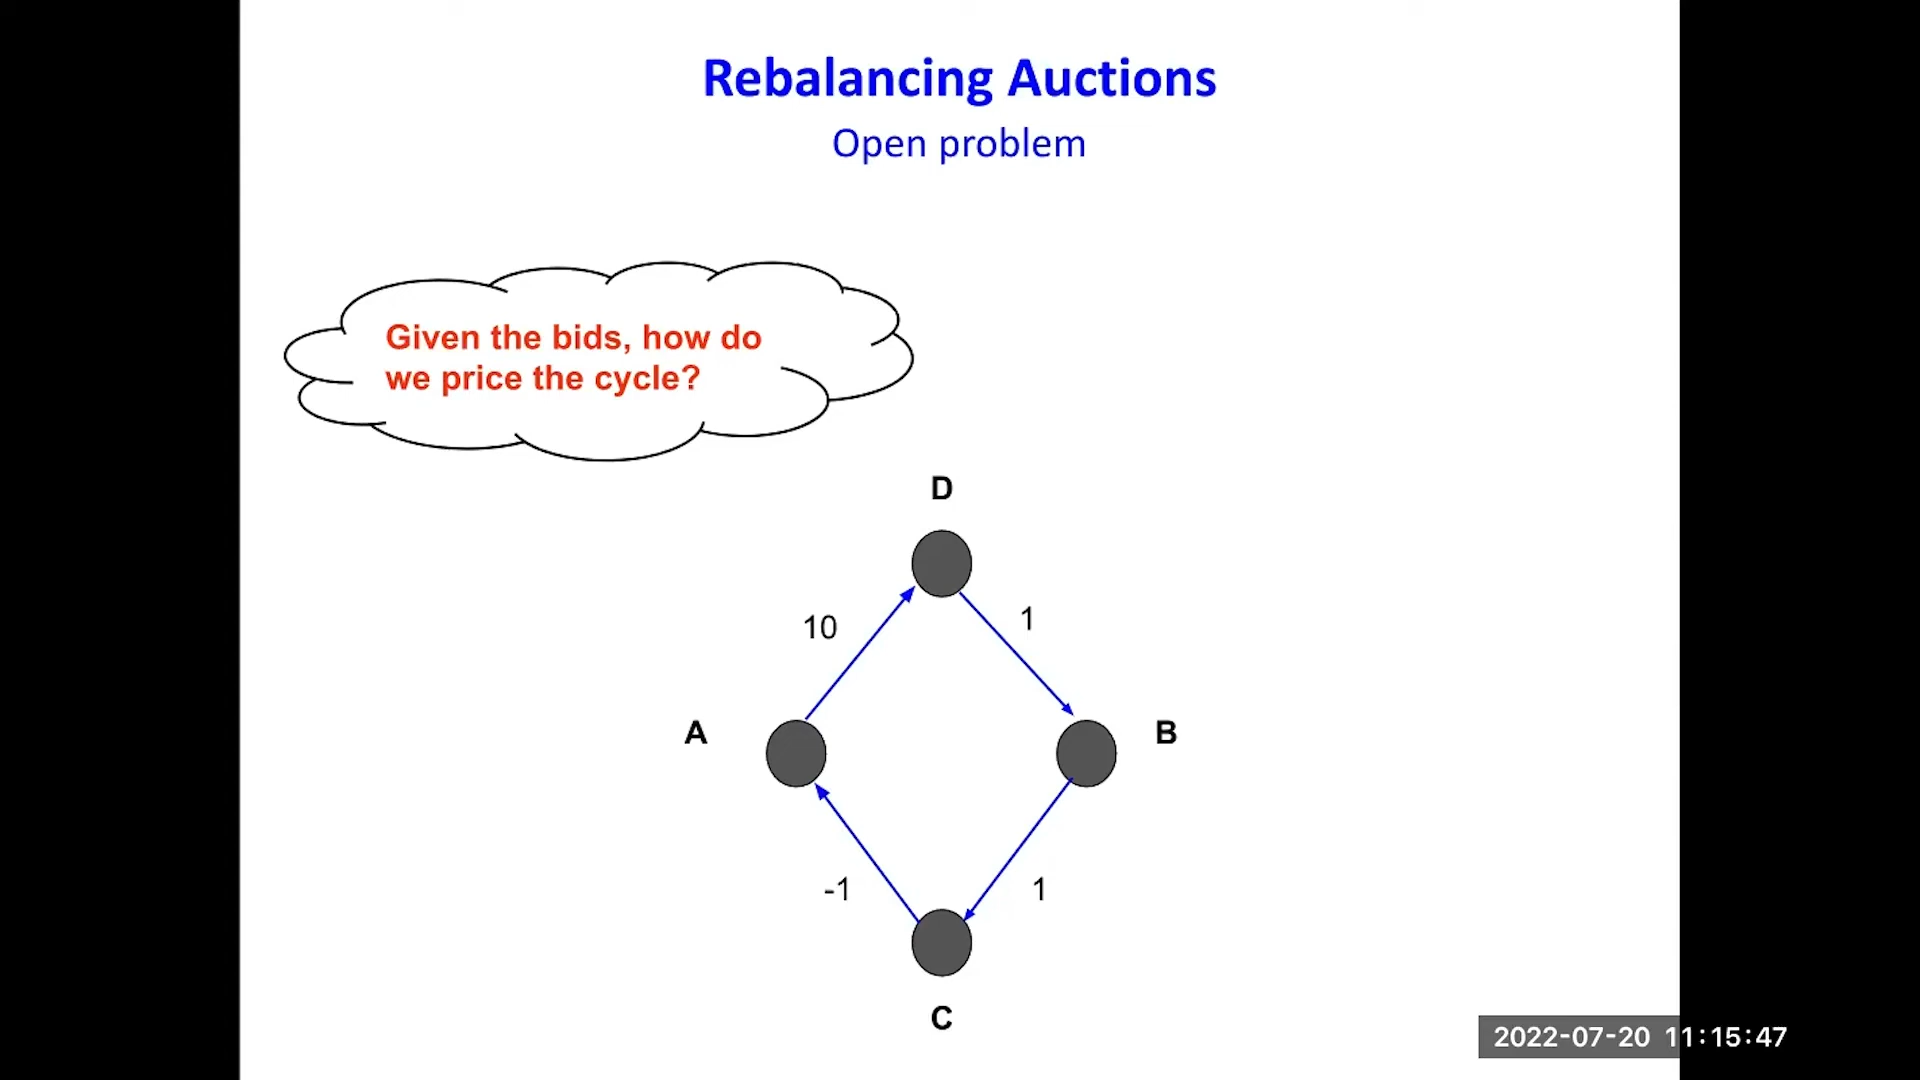 Rebalancing Auctions
Open problem
Given the bids, how do
we price the cycle?
D
10
1
A
B
-1
1
C
2022-07-20 11:15:47